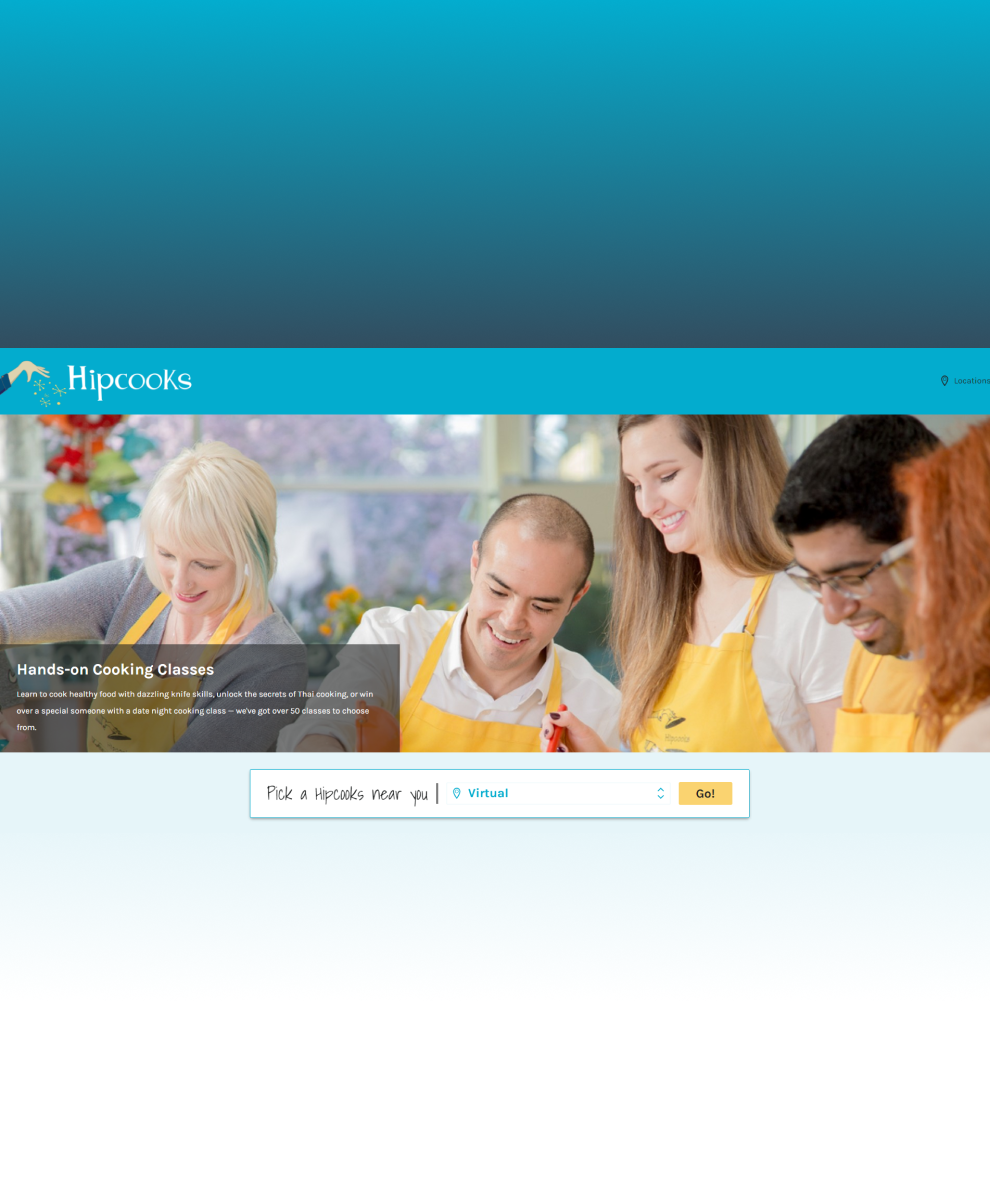 Hipcooks
Locations
Hands-on Cooking Classes
Learn to cook healthy food with dazzling knife skills, unlock the secrets of Thai cooking, or win
over a special someone with a date night cooking class — we've got over 50 classes to choose
from.
Pick a Hipcooks near you
Virtual
Go!